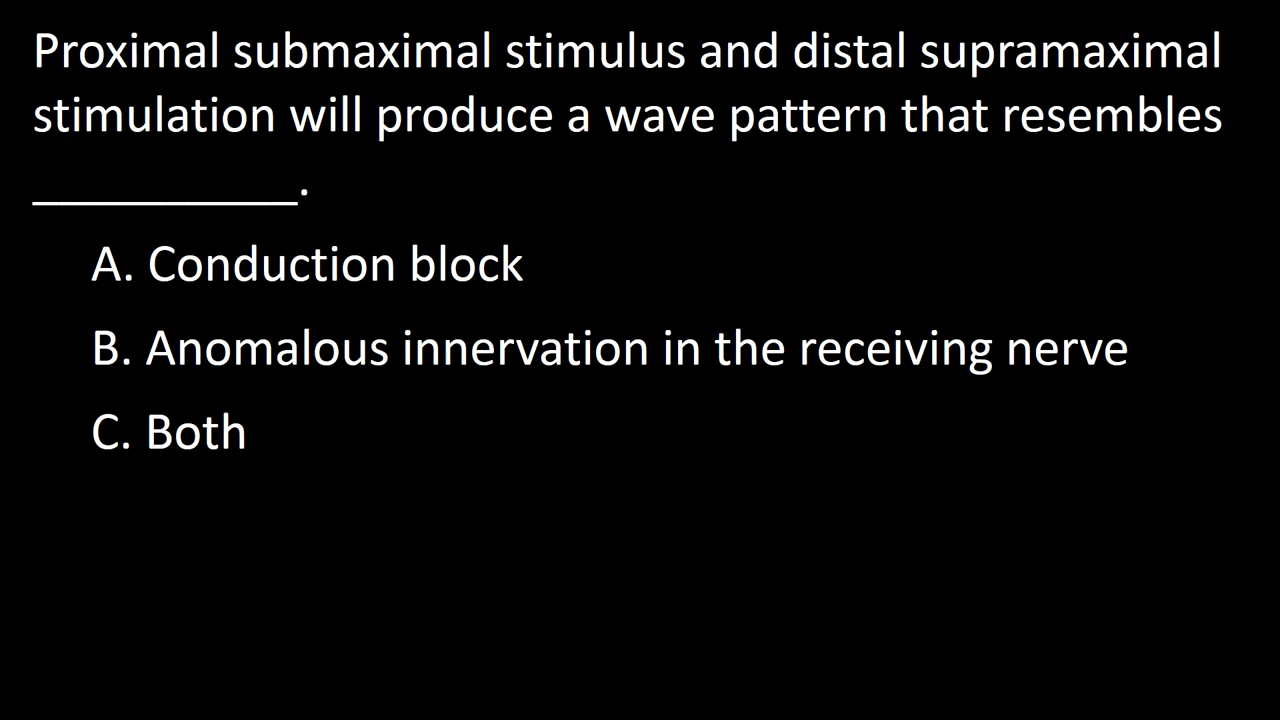 Proximal submaximal stimulus and distal supramaximal
stimulation will produce a wave pattern that resembles
__________.
A. Conduction block
B. Anomalous innervation in the receiving nerve
C. Both